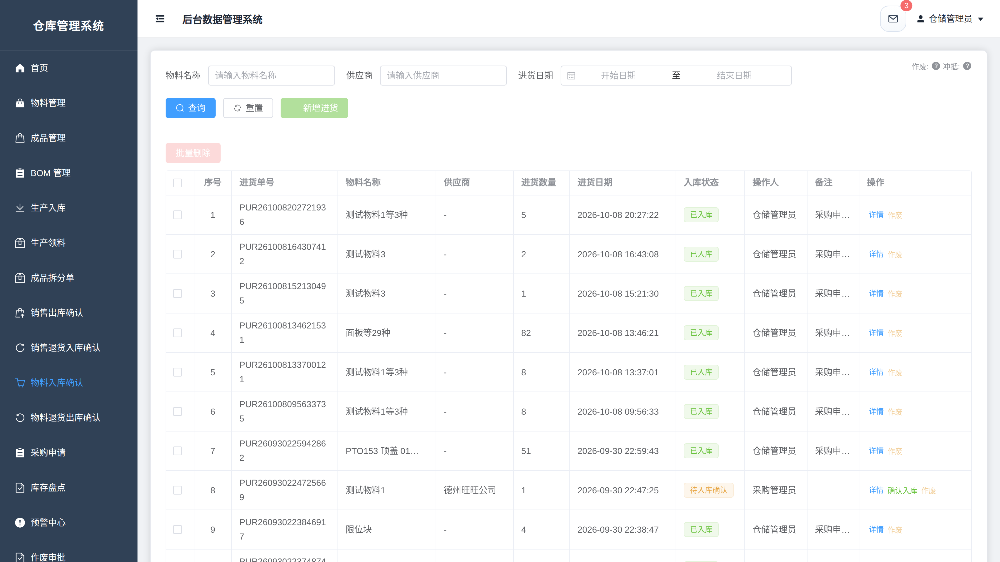 仓库管理系统
首页
物料管理
成品管理
BOM 管理
生产入库
生产领料
成品拆分单
销售出库确认
销售退货入库确认
物料入库确认
物料退货出库确认
采购申请
库存盘点
预警中心
作废审批
后台数据管理系统
3
仓储管理员
作废: ? 冲抵: ?
物料名称 请输入物料名称 供应商 请输入供应商 进货日期 开始日期 至 结束日期
查询 重置 新增进货
批量删除
序号 进货单号 物料名称 供应商 进货数量 进货日期 入库状态 操作人 备注 操作
1 PUR26100820272193
6 测试物料1等3种 - 5 2026-10-08 20:27:22 已入库 仓储管理员 采购申… 详情 作废
2 PUR26100816430741
2 测试物料3 - 2 2026-10-08 16:43:08 已入库 仓储管理员 采购申… 详情 作废
3 PUR26100815213049
5 测试物料3 - 1 2026-10-08 15:21:30 已入库 仓储管理员 采购申… 详情 作废
4 PUR26100813462153
1 面板等29种 - 82 2026-10-08 13:46:21 已入库 仓储管理员 采购申… 详情 作废
5 PUR26100813370012
1 测试物料1等3种 - 8 2026-10-08 13:37:01 已入库 仓储管理员 采购申… 详情 作废
6 PUR26100809563373
5 测试物料1等3种 - 8 2026-10-08 09:56:33 已入库 仓储管理员 采购申… 详情 作废
7 PUR26093022594286
2 PTO153 顶盖 01… - 51 2026-09-30 22:59:43 已入库 仓储管理员 采购申… 详情 作废
8 PUR26093022472566
9 测试物料1 德州旺旺公司 1 2026-09-30 22:47:25 待入库确认 采购管理员 详情 确认入库 作废
9 PUR26093022384691
7 限位块 - 4 2026-09-30 22:38:47 已入库 仓储管理员 采购申… 详情 作废
PUR26093022374874